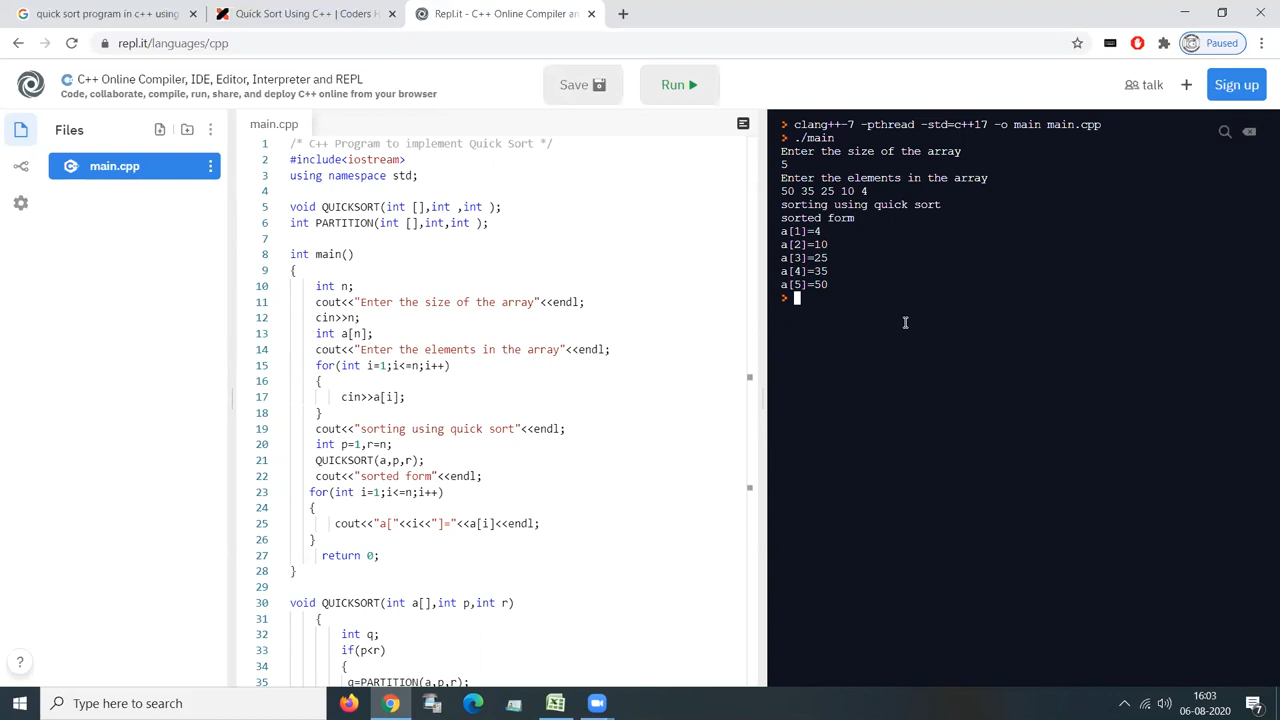 quick sort program in c++ using
Quick Sort Using C++ | Coders H
Repl.it - C++ Online Compiler an
repl.it/languages/cpp
Paused
C++ Online Compiler, IDE, Editor, Interpreter and REPL
Code, collaborate, compile, run, share, and deploy C++ online from your browser
Save
Run
talk
Sign up
Files
main.cpp
main.cpp
1 /* C++ Program to implement Quick Sort */
2 #include<iostream>
3 using namespace std;
4
5 void QUICKSORT(int [],int ,int );
6 int PARTITION(int [],int,int );
7
8 int main()
9 {
10 int n;
11 cout<<"Enter the size of the array"<<endl;
12 cin>>n;
13 int a[n];
14 cout<<"Enter the elements in the array"<<endl;
15 for(int i=1;i<=n;i++)
16 {
17 cin>>a[i];
18 }
19 cout<<"sorting using quick sort"<<endl;
20 int p=1,r=n;
21 QUICKSORT(a,p,r);
22 cout<<"sorted form"<<endl;
23 for(int i=1;i<=n;i++)
24 {
25 cout<<"a["<<i<<"]="<<a[i]<<endl;
26 }
27 return 0;
28 }
29
30 void QUICKSORT(int a[],int p,int r)
31 {
32 int q;
33 if(p<r)
34 {
35 q=PARTITION(a,p,r);
> clang++-7 -pthread -std=c++17 -o main main.cpp
> ./main
Enter the size of the array
5
Enter the elements in the array
50 35 25 10 4
sorting using quick sort
sorted form
a[1]=4
a[2]=10
a[3]=25
a[4]=35
a[5]=50
>
?
Type here to search
16:03
06-08-2020
7